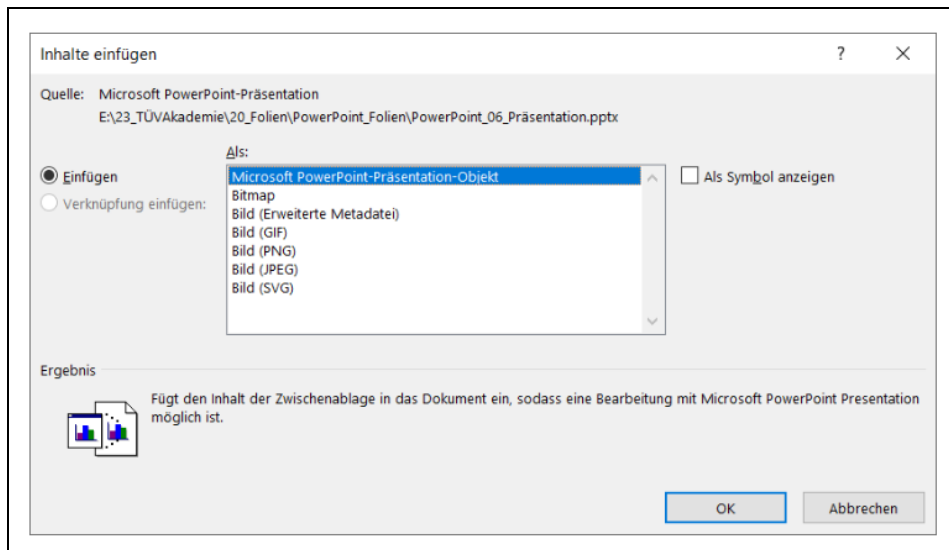 Inhalte einfügen
?
Quelle: Microsoft PowerPoint-Präsentation
E:\23_TÜVAkademie\20_Folien\PowerPoint_Folien\PowerPoint_06_Präsentation.pptx
Als:
Einfügen
Verknüpfung einfügen:
Microsoft PowerPoint-Präsentation-Objekt
Bitmap
Bild (Erweiterte Metadatei)
Bild (GIF)
Bild (PNG)
Bild (JPEG)
Bild (SVG)
Als Symbol anzeigen
Ergebnis
Fügt den Inhalt der Zwischenablage in das Dokument ein, sodass eine Bearbeitung mit Microsoft PowerPoint Presentation
möglich ist.
OK
Abbrechen